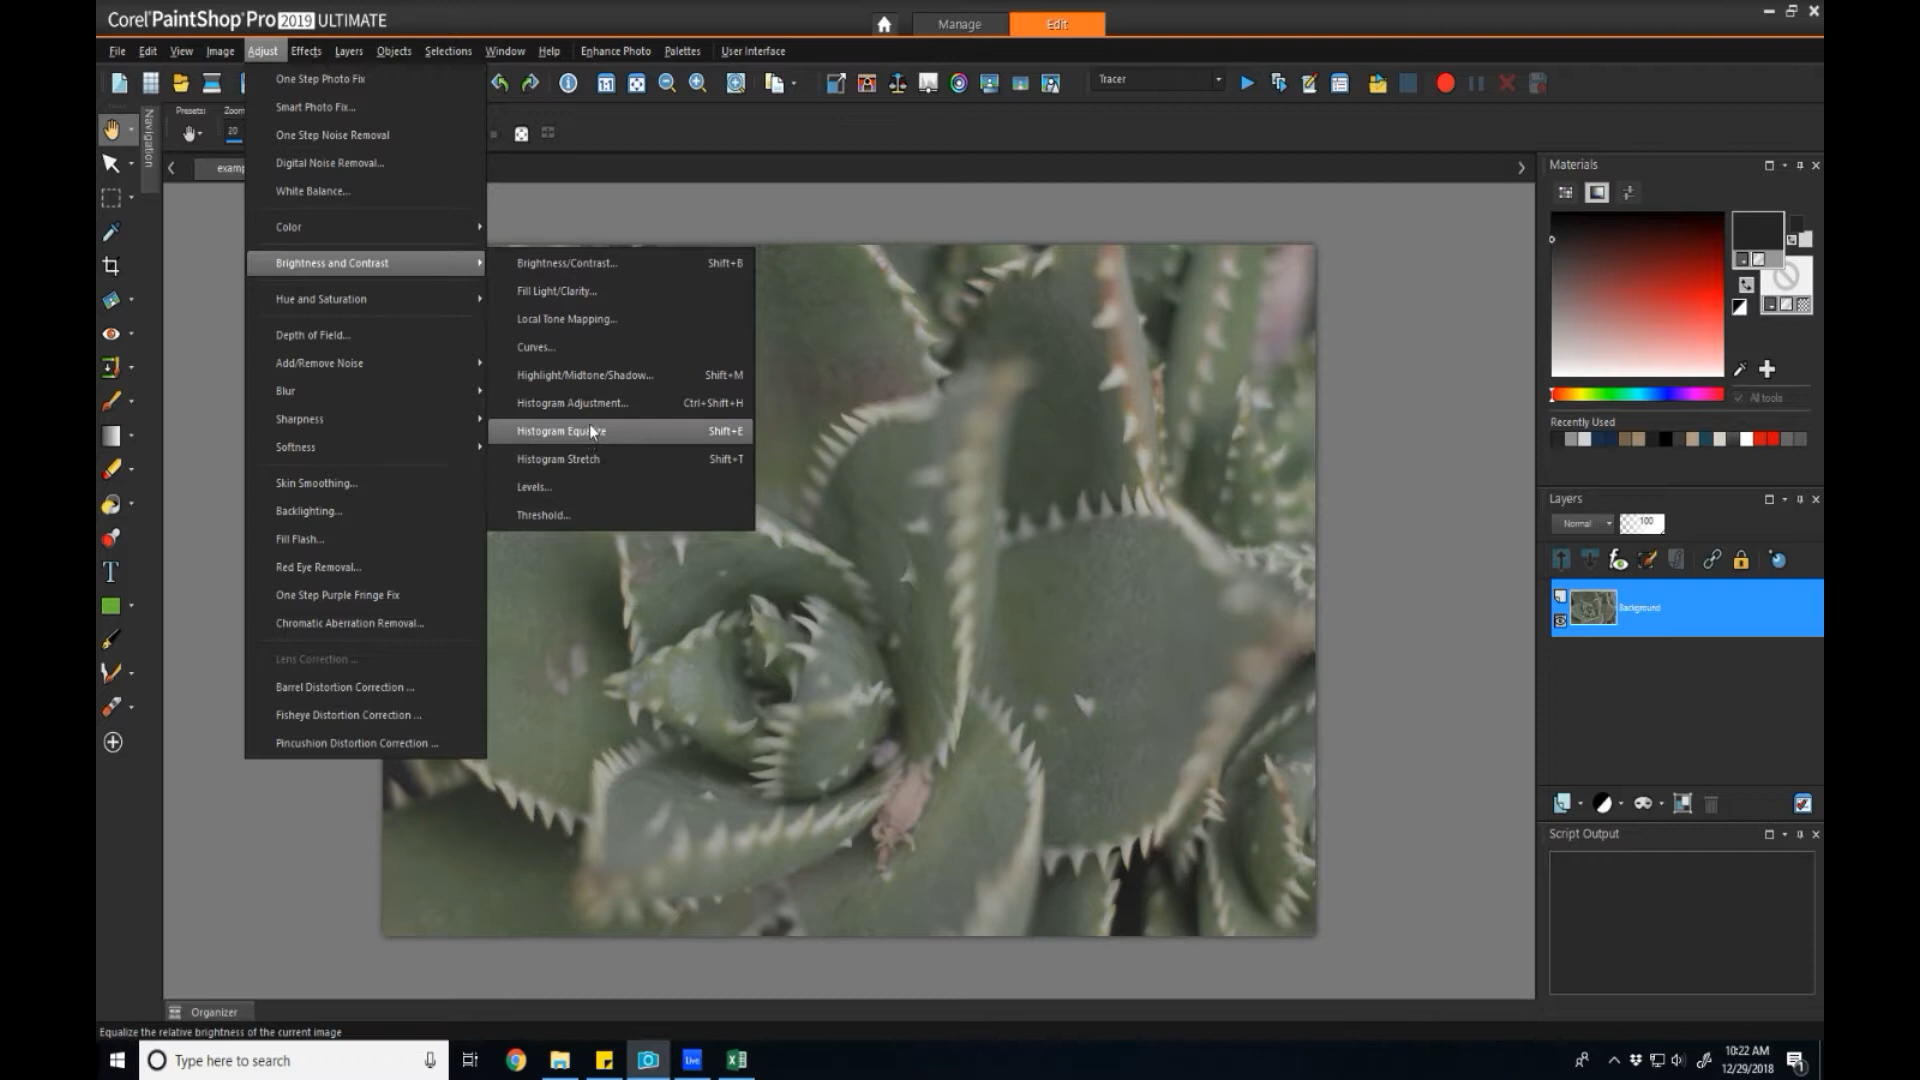 Corel PaintShop Pro 2019 ULTIMATE
Manage
Edit
File Edit View Image Adjust Effects Layers Objects Selections Window Help Enhance Photo Palettes User Interface
Tracer
Presets:
20
Navigation
One Step Photo Fix
Smart Photo Fix...
One Step Noise Removal
Digital Noise Removal...
White Balance...
Color
Brightness and Contrast
Hue and Saturation
Depth of Field...
Add/Remove Noise
Blur
Sharpness
Softness
Skin Smoothing...
Backlighting...
Fill Flash...
Red Eye Removal...
One Step Purple Fringe Fix
Chromatic Aberration Removal...
Lens Correction ...
Barrel Distortion Correction ...
Fisheye Distortion Correction ...
Pincushion Distortion Correction ...
Brightness/Contrast... Shift+B
Fill Light/Clarity...
Local Tone Mapping...
Curves...
Highlight/Midtone/Shadow... Shift+M
Histogram Adjustment... Ctrl+Shift+H
Histogram Equalize Shift+E
Histogram Stretch Shift+T
Levels...
Threshold...
Materials
All tools
Recently Used
Layers
Normal
100
Background
Script Output
Organizer
Equalize the relative brightness of the current image
Type here to search
Live
10:22 AM
12/29/2018
1